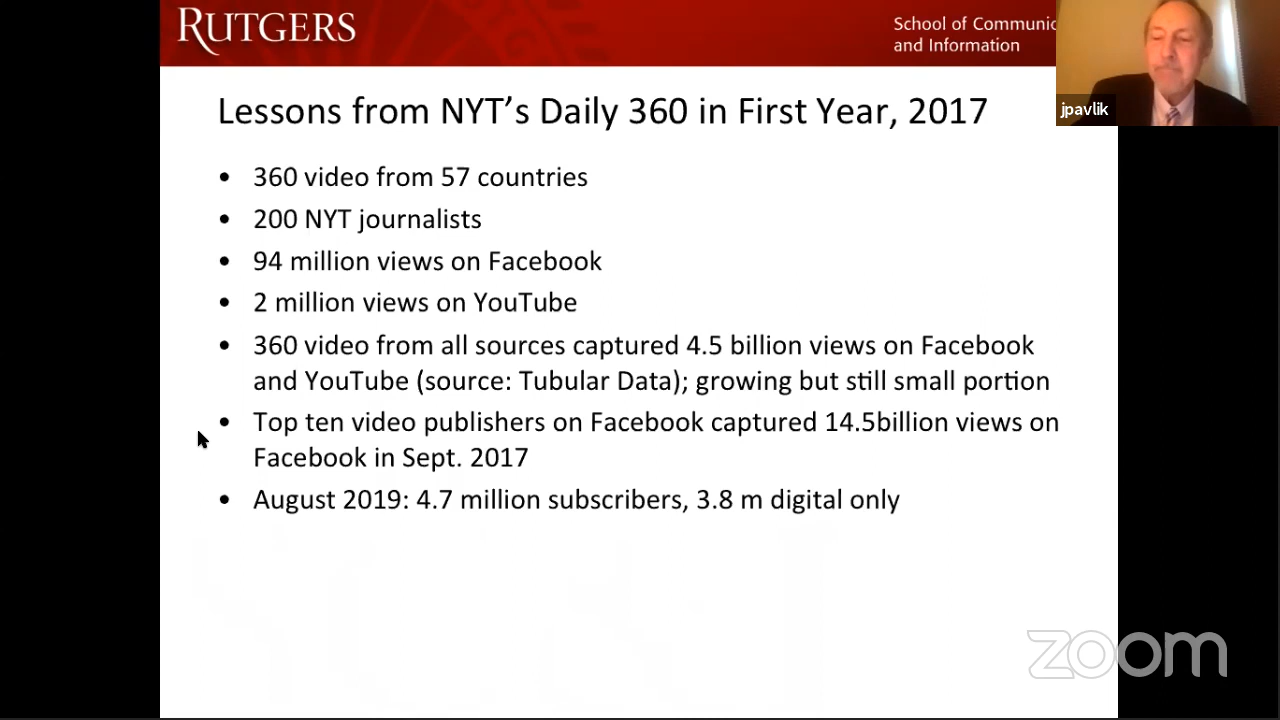 RUTGERS
School of Communic
and Information
jpavlik
Lessons from NYT’s Daily 360 in First Year, 2017
• 360 video from 57 countries
• 200 NYT journalists
• 94 million views on Facebook
• 2 million views on YouTube
• 360 video from all sources captured 4.5 billion views on Facebook
and YouTube (source: Tubular Data); growing but still small portion
• Top ten video publishers on Facebook captured 14.5billion views on
Facebook in Sept. 2017
• August 2019: 4.7 million subscribers, 3.8 m digital only
zoom